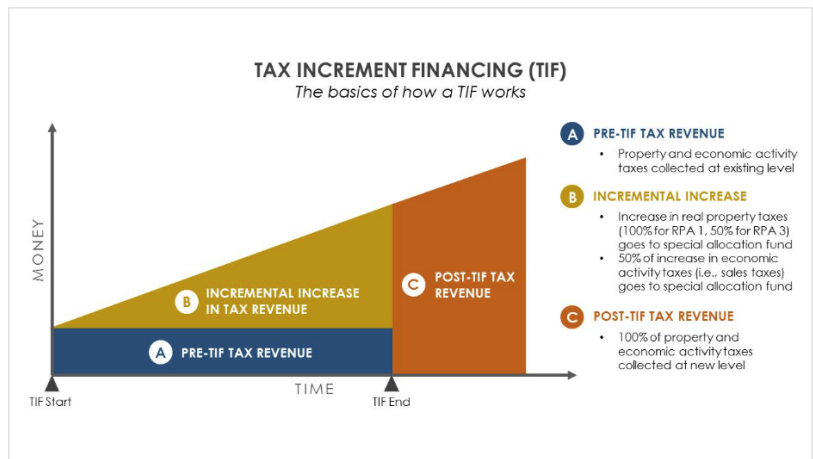 TAX INCREMENT FINANCING (TIF)
The basics of how a TIF works
MONEY
B INCREMENTAL INCREASE
IN TAX REVENUE
A PRE-TIF TAX REVENUE
C POST-TIF TAX
REVENUE
TIME
TIF Start
TIF End
A PRE-TIF TAX REVENUE
• Property and economic activity
taxes collected at existing level
B INCREMENTAL INCREASE
• Increase in real property taxes
(100% for RPA 1, 50% for RPA 3)
goes to special allocation fund
• 50% of increase in economic
activity taxes (i.e., sales taxes)
goes to special allocation fund
C POST-TIF TAX REVENUE
• 100% of property and
economic activity taxes
collected at new level